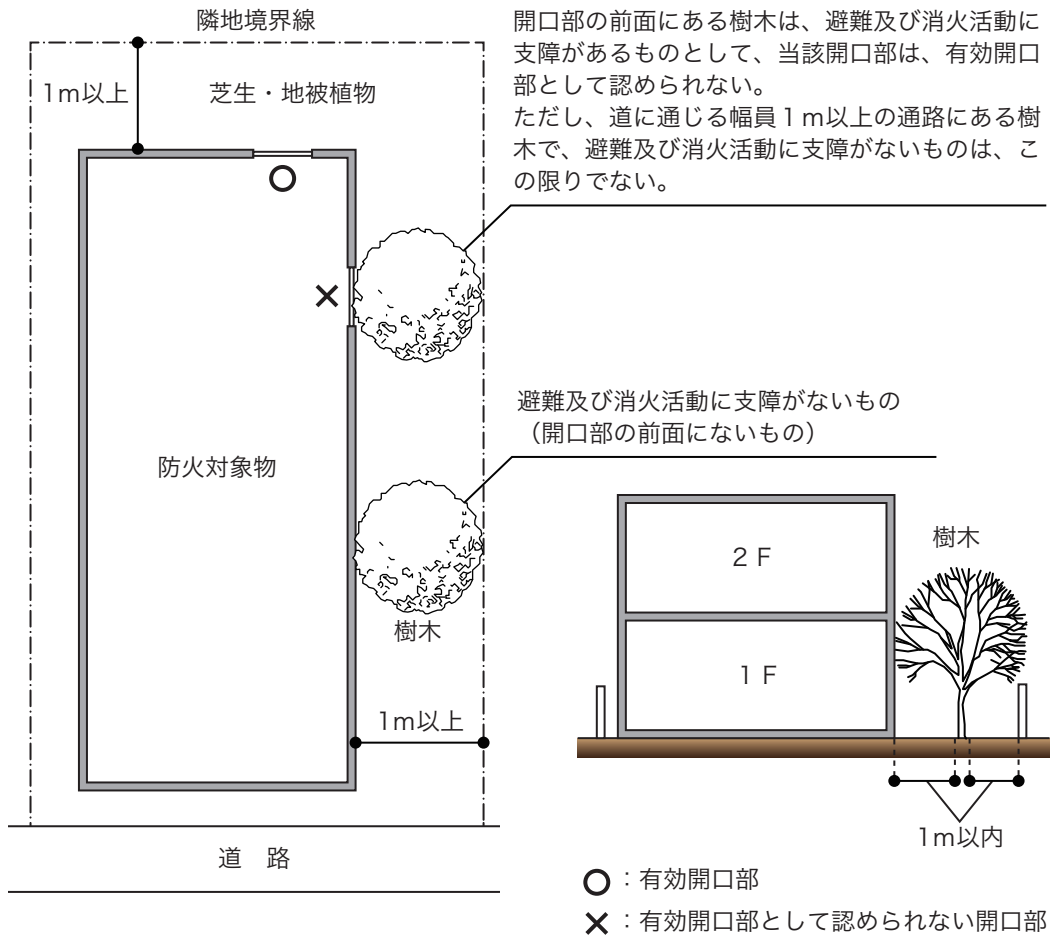 隣地境界線
1m以上
芝生・地被植物
開口部の前面にある樹木は、避難及び消火活動に
支障があるものとして、当該開口部は、有効開口
部として認められない。
ただし、道に通じる幅員１m以上の通路にある樹
木で、避難及び消火活動に支障がないものは、こ
の限りでない。
避難及び消火活動に支障がないもの
（開口部の前面にないもの）
防火対象物
樹木
1m以上
道　路
２F
１F
樹木
1m以内
○：有効開口部
×：有効開口部として認められない開口部